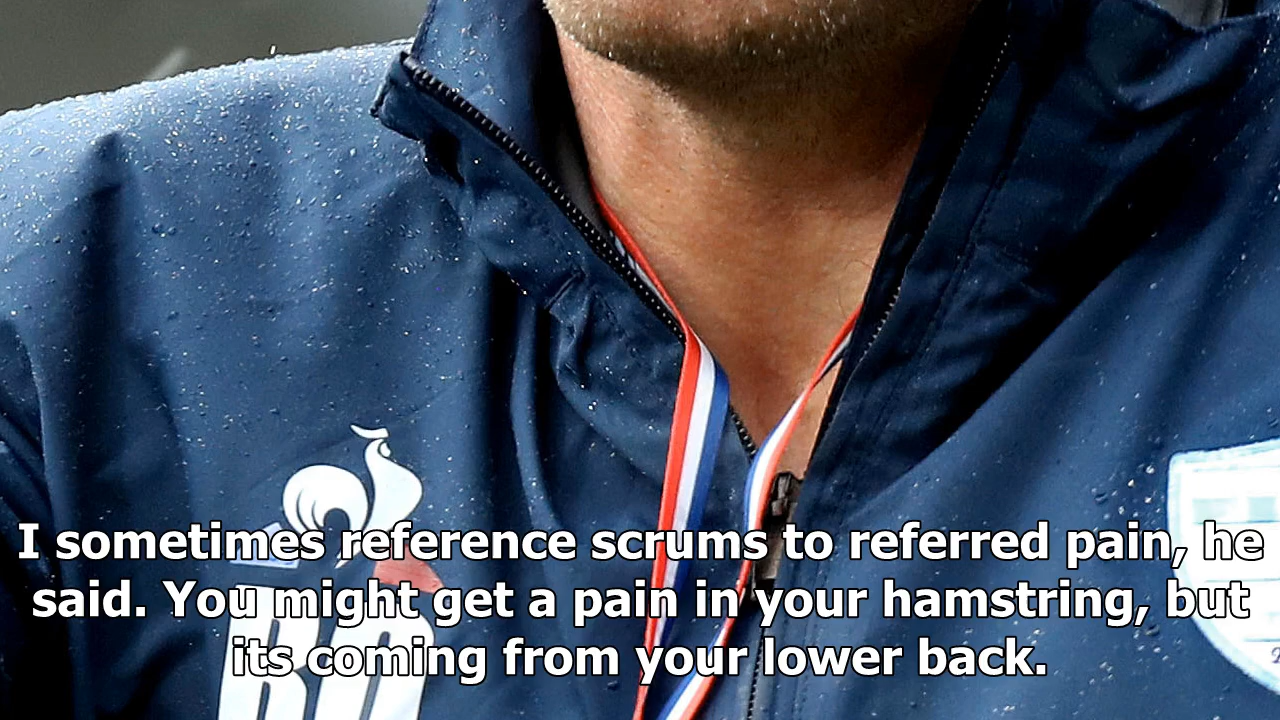 I sometimes reference scrums to referred pain, he
said. You might get a pain in your hamstring, but
its coming from your lower back.